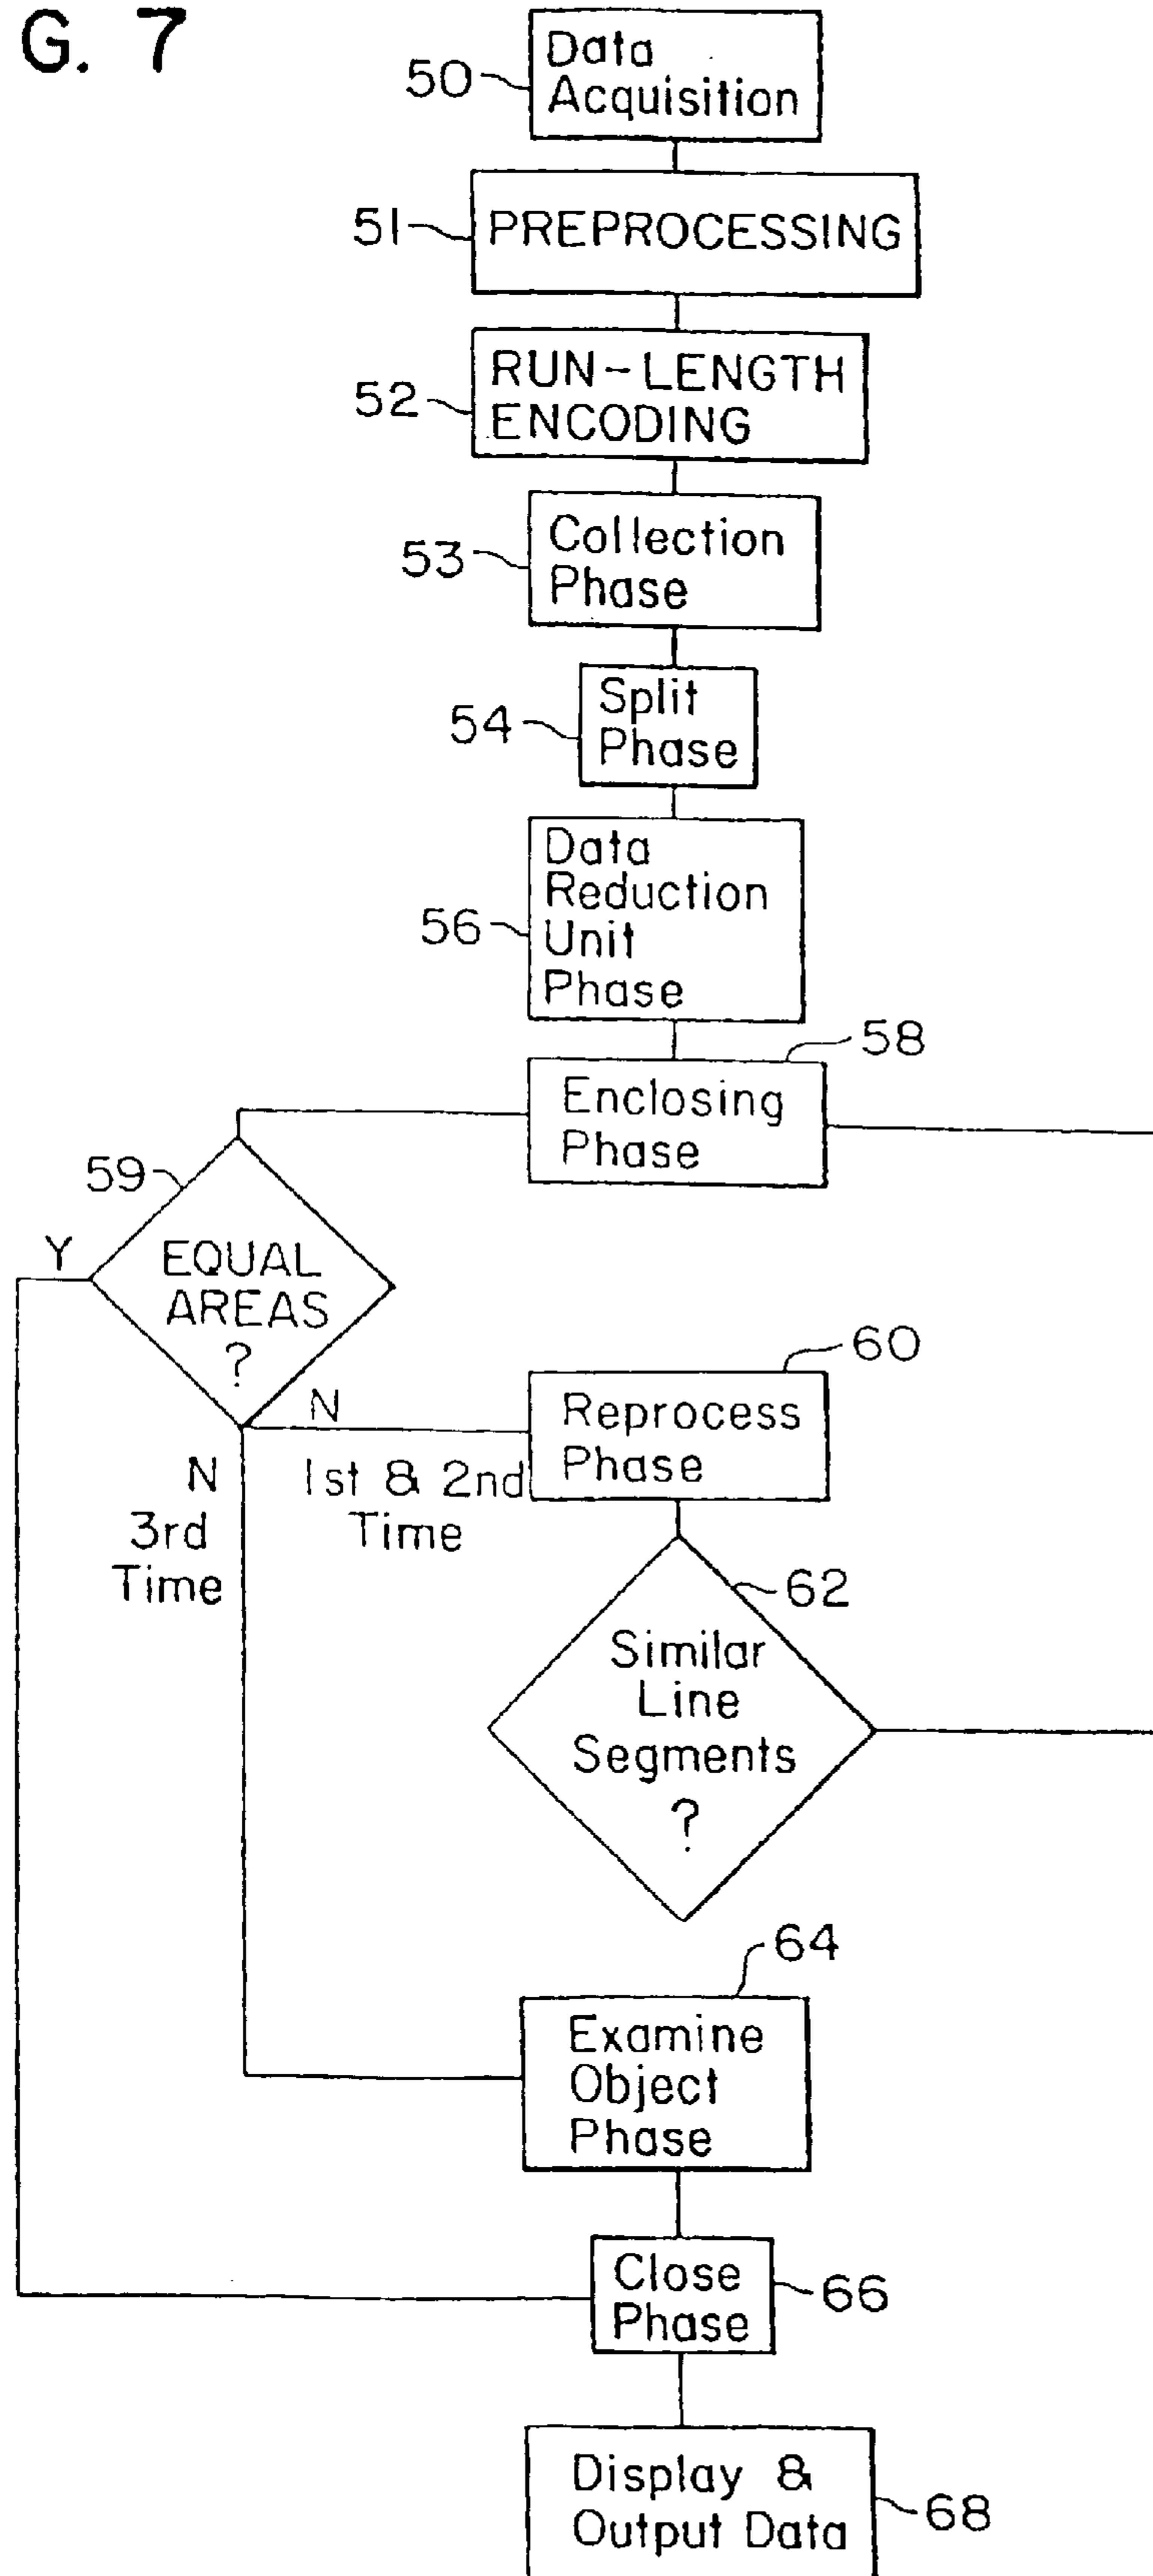 G. 7
50
Data
Acquisition
51
PREPROCESSING
52
RUN-LENGTH
ENCODING
53
Collection
Phase
54
Split
Phase
56
Data
Reduction
Unit
Phase
58
Enclosing
Phase
59
Y
EQUAL
AREAS
?
N
1st & 2nd
Time
N
3rd
Time
60
Reprocess
Phase
62
Similar
Line
Segments
?
64
Examine
Object
Phase
66
Close
Phase
68
Display &
Output Data